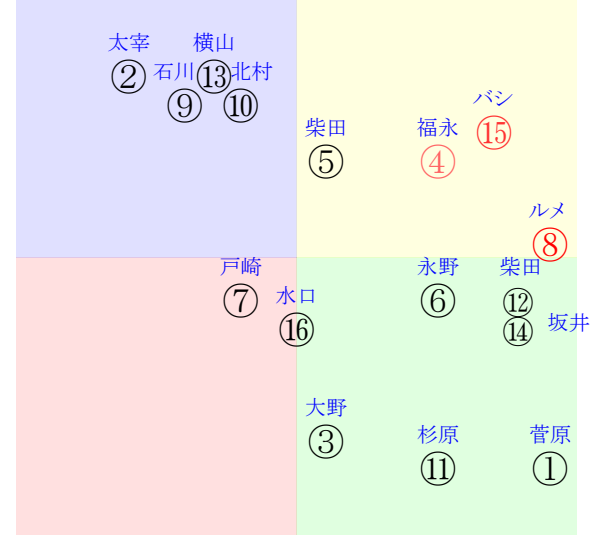 太宰 横山
② 石川 ⑬ 北村
⑨ ⑩
バシ
柴田 福永 ⑮
⑤ ④
ルメ
⑧
戸崎 永野 柴田
⑦ 水口 ⑥ ⑫
⑯ ⑭ 坂井
大野
③ 杉原 菅原
⑪ ①